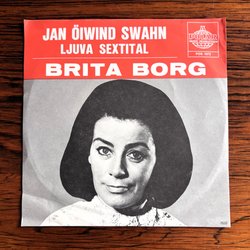 JAN ÖIWIND SWAHN
LJUVA SEXTITAL
BRITA BORG